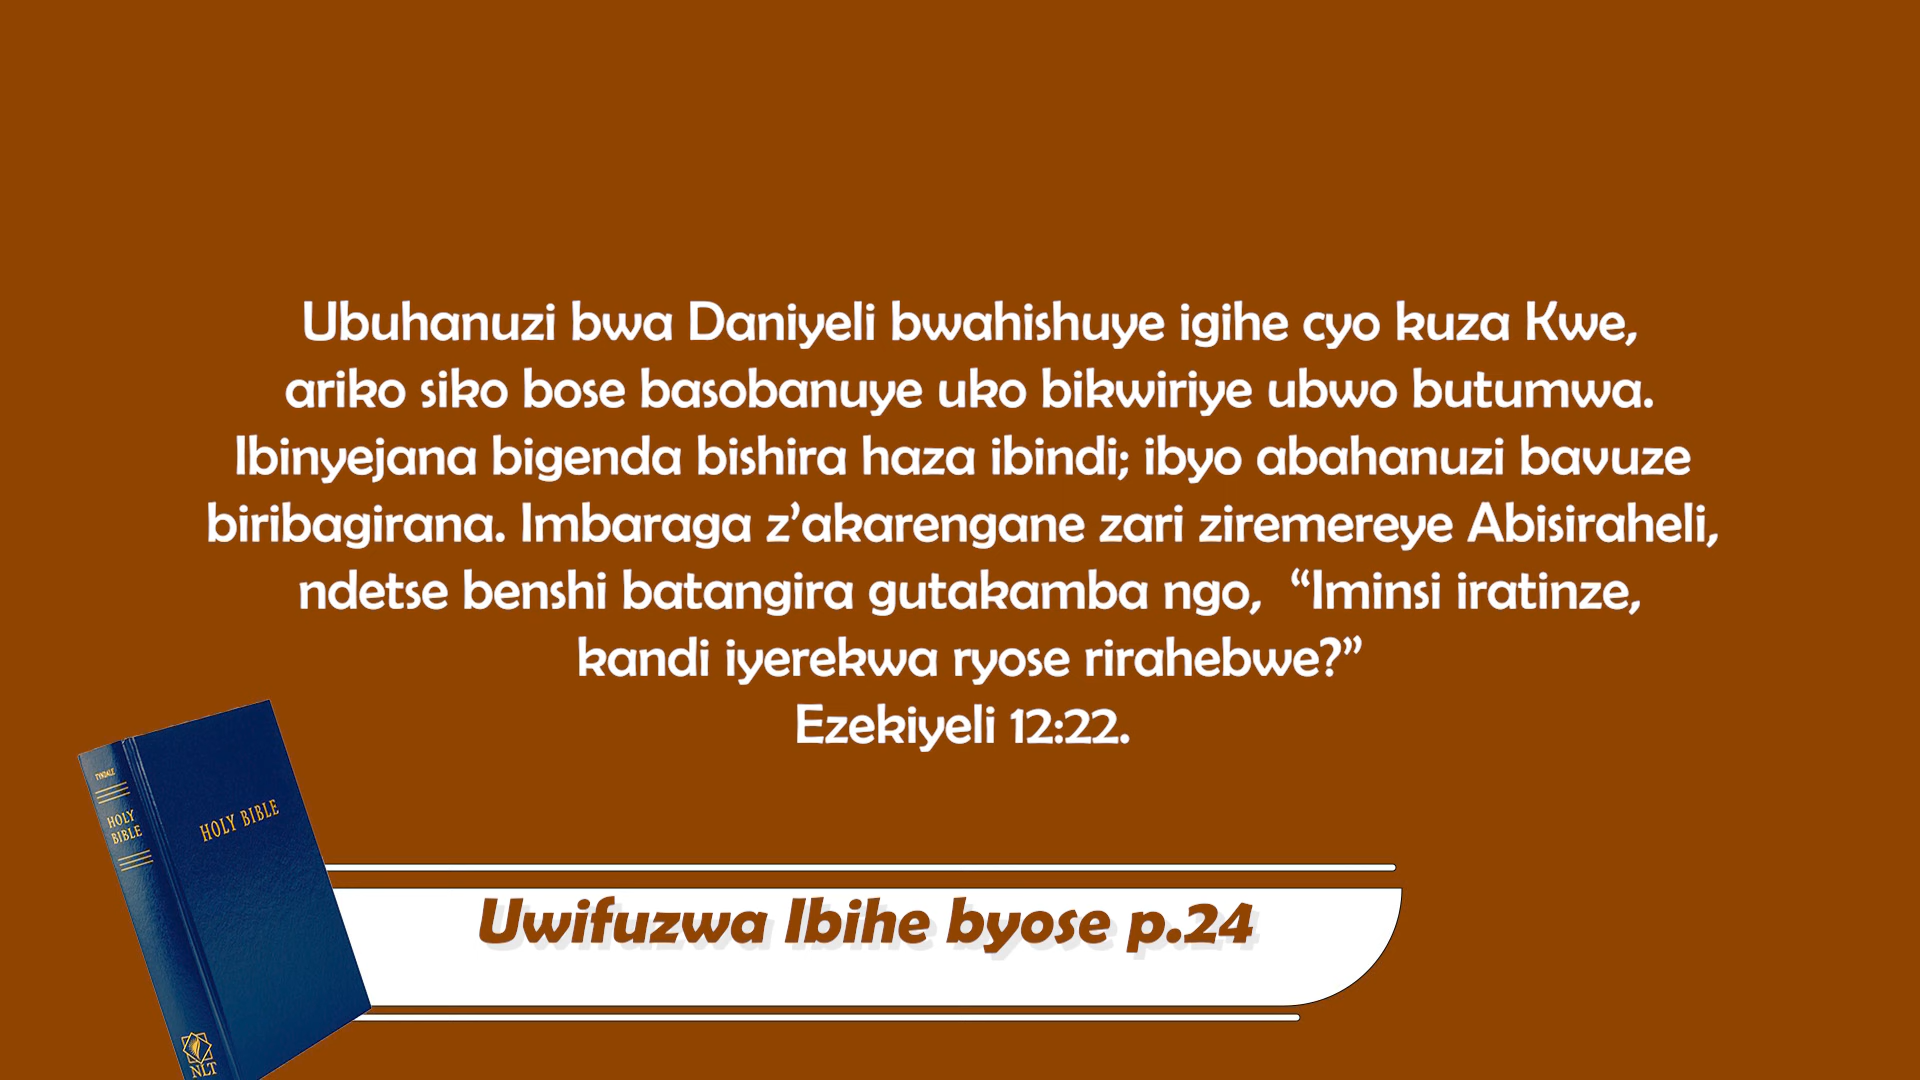 Ubuhanuzi bwa Daniyeli bwahishuye igihe cyo kuza Kwe,
ariko siko bose basobanuye uko bikwiriye ubwo butumwa.
Ibinyejana bigenda bishira haza ibindi; ibyo abahanuzi bavuze
biribagirana. Imbaraga z’akarengane zari ziremereye Abisiraheli,
ndetse benshi batangira gutakamba ngo,  “Iminsi iratinze,
kandi iyerekwa ryose rirahebwe?”
Ezekiyeli 12:22.
TYNDALE
HOLY
BIBLE
HOLY BIBLE
NLT
Uwifuzwa Ibihe byose p.24